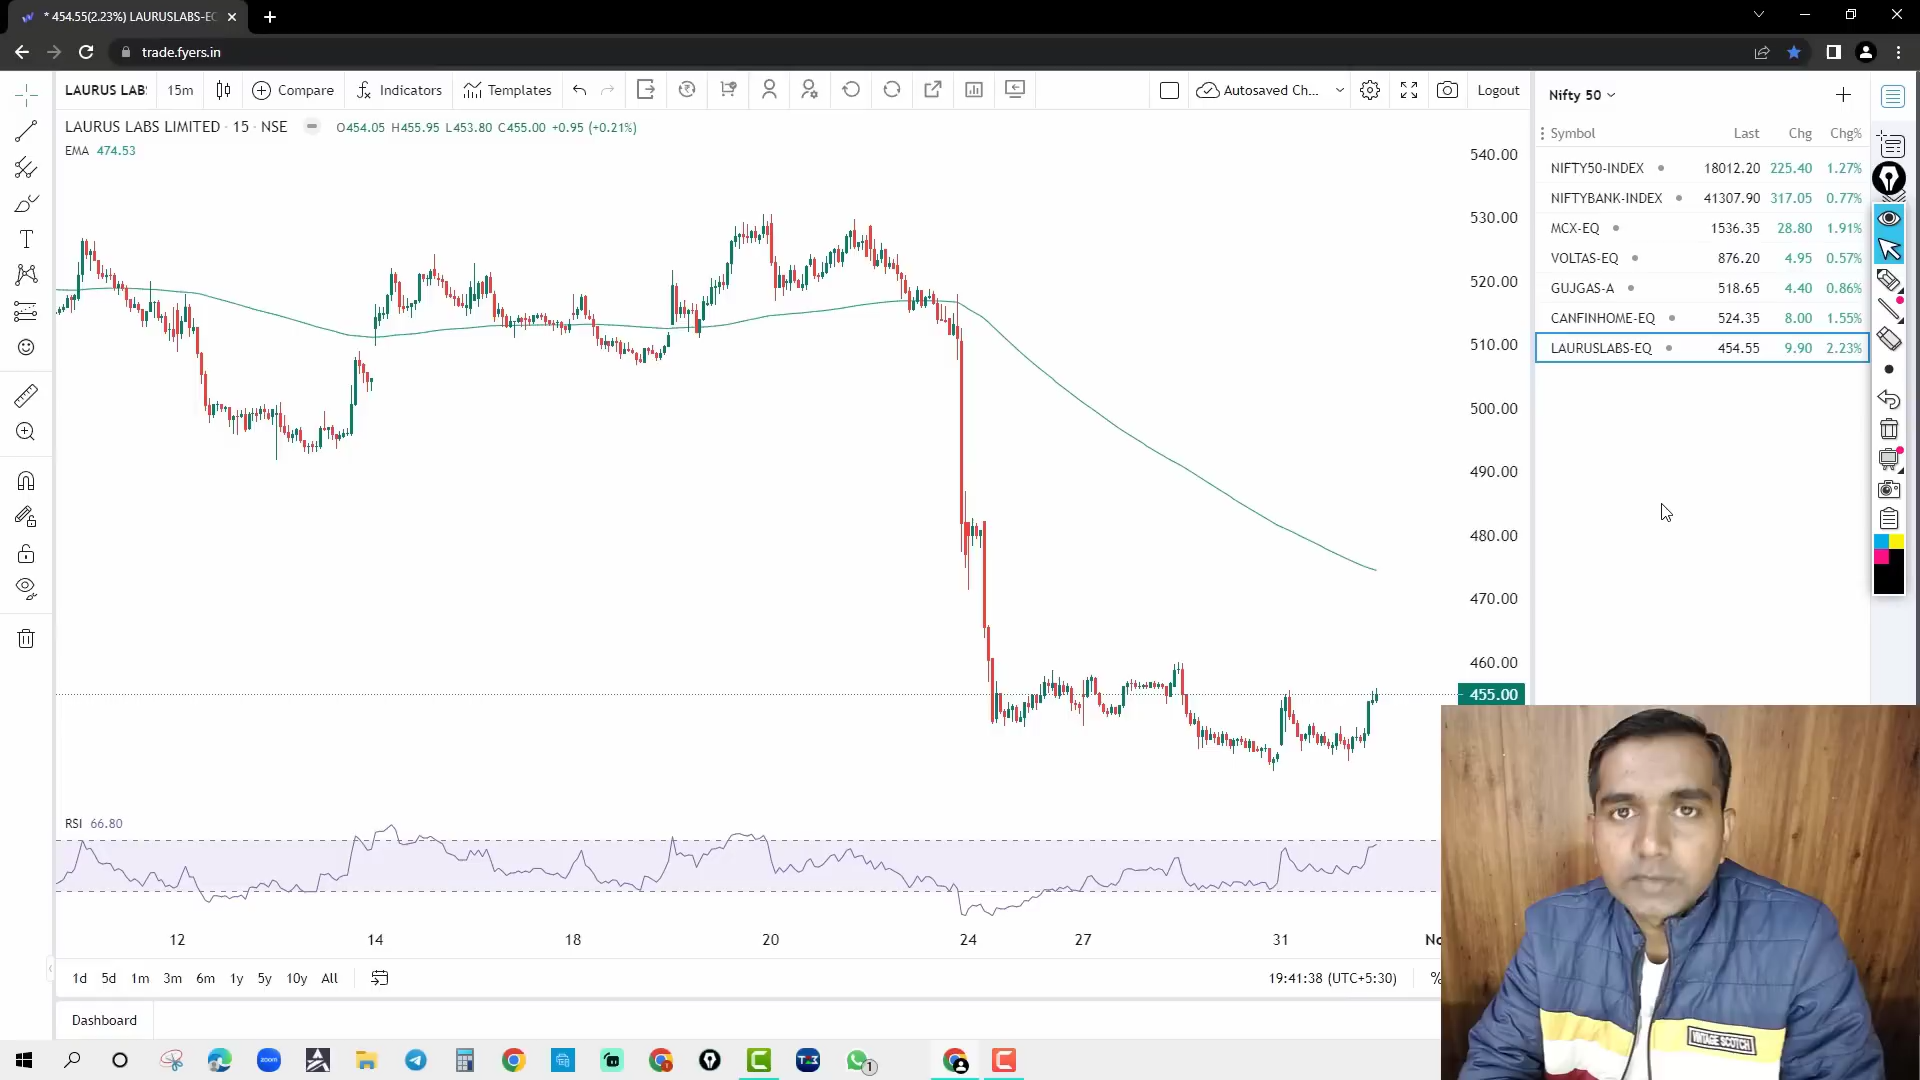 * 454.55(2.23%) LAURUSLABS-EQ
trade.fyers.in
LAURUS LABS
15m
Compare
Indicators
Templates
Autosaved Ch...
Logout
LAURUS LABS LIMITED · 15 · NSE
O454.05 H455.95 L453.80 C455.00 +0.95 (+0.21%)
EMA 474.53
540.00
530.00
520.00
510.00
500.00
490.00
480.00
470.00
460.00
455.00
RSI 66.80
12 14 18 20 24 27 31 No
1d 5d 1m 3m 6m 1y 5y 10y All
19:41:38 (UTC+5:30)
%
Dashboard
Nifty 50
Symbol Last Chg Chg%
NIFTY50-INDEX 18012.20 225.40 1.27%
NIFTYBANK-INDEX 41307.90 317.05 0.77%
MCX-EQ 1536.35 28.80 1.91%
VOLTAS-EQ 876.20 4.95 0.57%
GUJGAS-A 518.65 4.40 0.86%
CANFINHOME-EQ 524.35 8.00 1.55%
LAURUSLABS-EQ 454.55 9.90 2.23%
VINTAGE SCOTCH
zoom
1